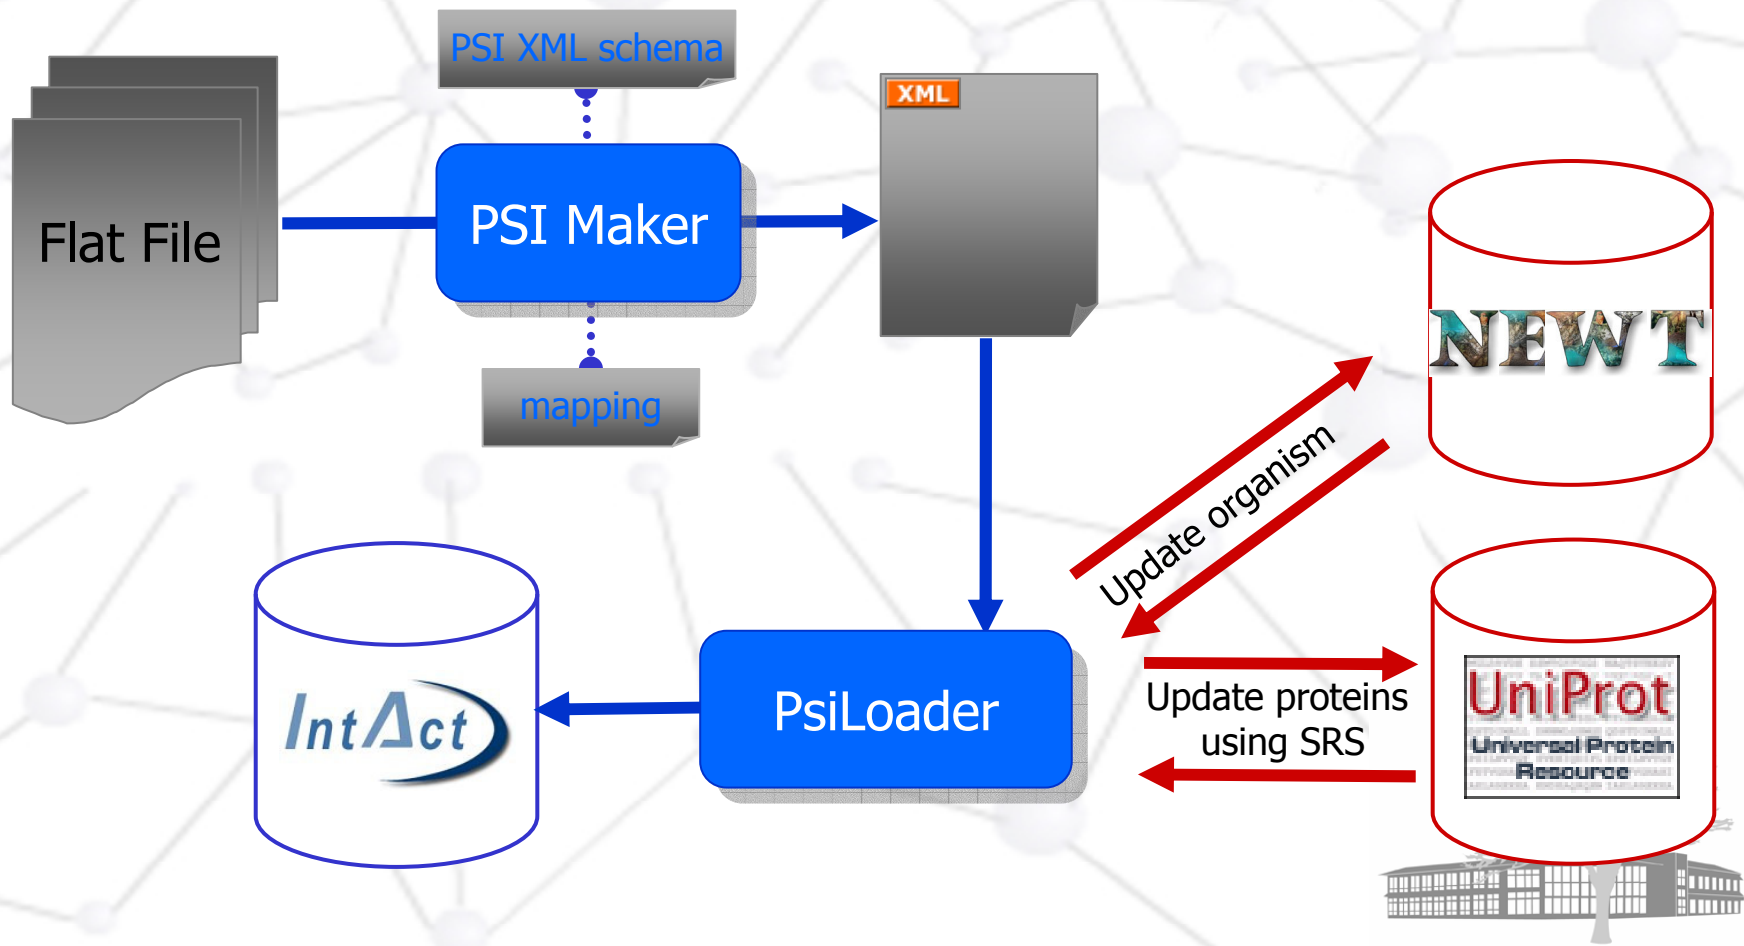 PSI XML schema
XML
Flat File
PSI Maker
mapping
NEWT
Update organism
IntAct
PsiLoader
Update proteins
using SRS
UniProt
Universal Protein
Resource